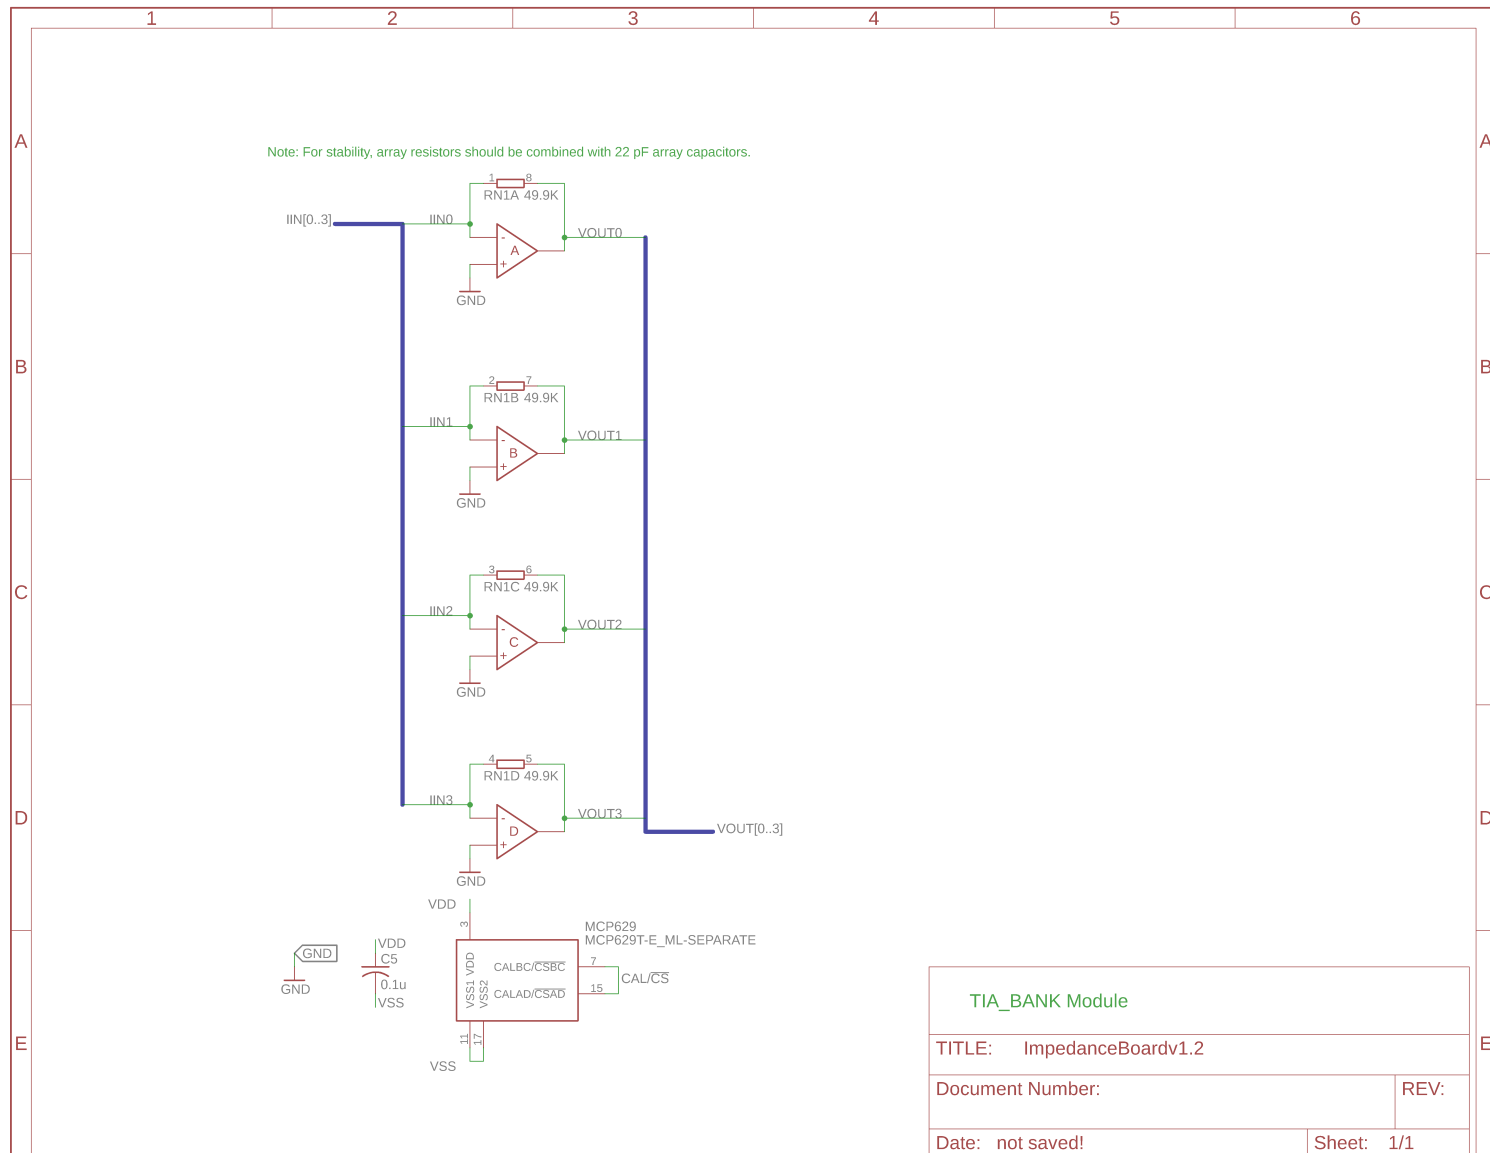 1 2 3 4 5 6
A A
Note: For stability, array resistors should be combined with 22 pF array capacitors.
1 8
RN1A 49.9K
IIN[0..3]
IIN0
VOUT0
-
A
+
GND
B B
2 7
RN1B 49.9K
IIN1
VOUT1
-
B
+
GND
C C
3 6
RN1C 49.9K
IIN2
VOUT2
-
C
+
GND
D D
4 5
RN1D 49.9K
IIN3
VOUT3
-
D
+
VOUT[0..3]
GND
VDD
3
MCP629
MCP629T-E_ML-SEPARATE
GND
GND
VDD
C5
0.1u
VSS
VDD
VSS1
VSS2
CALBC/CSBC
7
CALAD/CSAD
15
CAL/CS
11
17
VSS
E E
TIA_BANK Module
TITLE: ImpedanceBoardv1.2
Document Number:
REV:
Date: not saved!
Sheet: 1/1